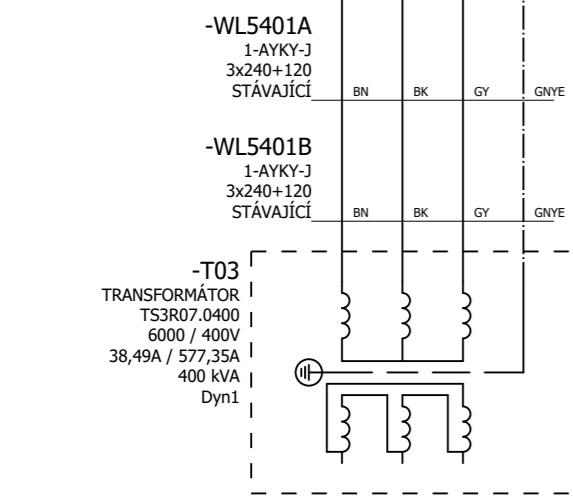 -WL5401A
1-AYKY-J
3x240+120
STÁVAJÍCÍ BN BK GY GNYE
-WL5401B
1-AYKY-J
3x240+120
STÁVAJÍCÍ BN BK GY GNYE
-T03
TRANSFORMÁTOR
TS3R07.0400
6000 / 400V
38,49A / 577,35A
400 kVA
Dyn1